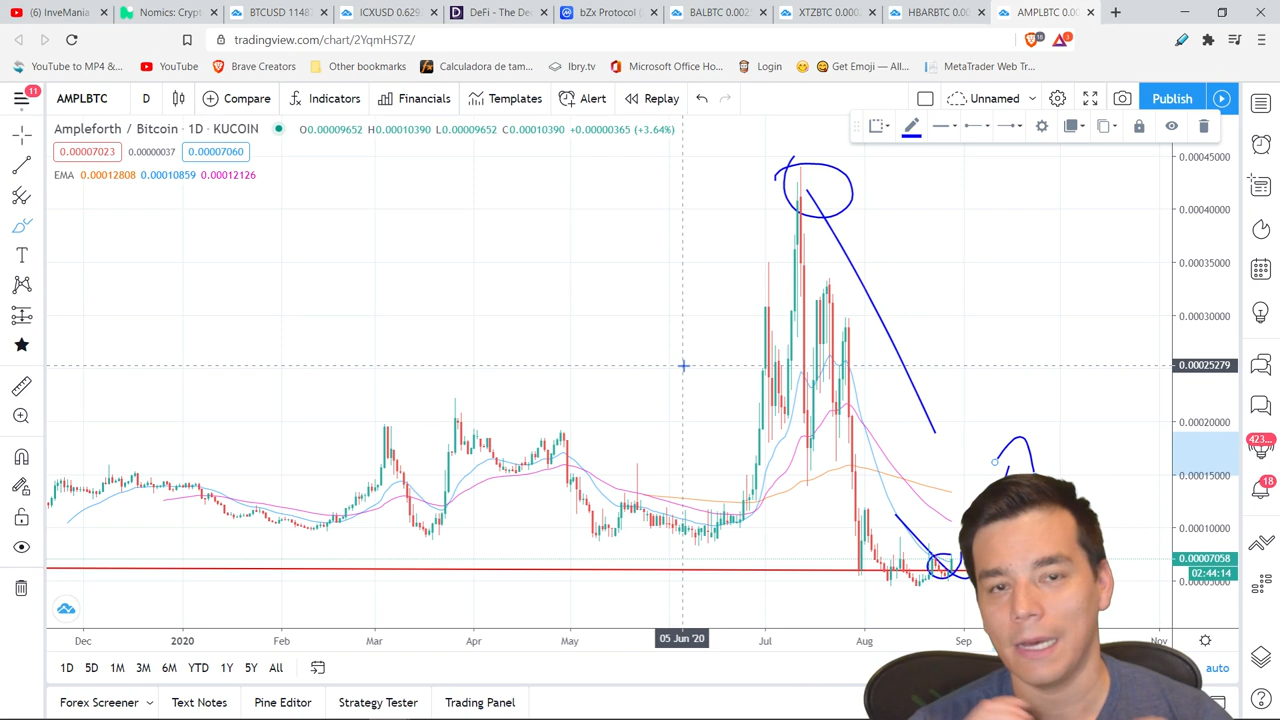 (11) InveMania
Nomics: Crypt
BTCUSD 1148
ICXUSD 0.629
DeFi - The De
bZx Protocol (
BALBTC 0.002
XTZBTC 0.000
HBARBTC 0.0
AMPLBTC 0.0
tradingview.com/chart/2YqmHS7Z/
18
YouTube to MP4 &...
YouTube
Brave Creators
Other bookmarks
Calculadora de tam...
lbry.tv
Microsoft Office Ho...
Login
Get Emoji — All...
MetaTrader Web Tr...
11
AMPLBTC
D
Compare
Indicators
Financials
Templates
Alert
Replay
Unnamed
Publish
Ampleforth / Bitcoin · 1D · KUCOIN
O0.00009652 H0.00010390 L0.00009652 C0.00010390 +0.00000365 (+3.64%)
0.00007023
0.00000037
0.00007060
EMA 0.00012808 0.00010859 0.00012126
0.00045000
0.00040000
0.00035000
0.00030000
0.00025279
0.00020000
0.00015000
0.00010000
0.00007058
02:44:14
423...
18
Dec
2020
Feb
Mar
Apr
May
05 Jun '20
Jul
Aug
Sep
Nov
1D
5D
1M
3M
6M
YTD
1Y
5Y
All
auto
Forex Screener
Text Notes
Pine Editor
Strategy Tester
Trading Panel